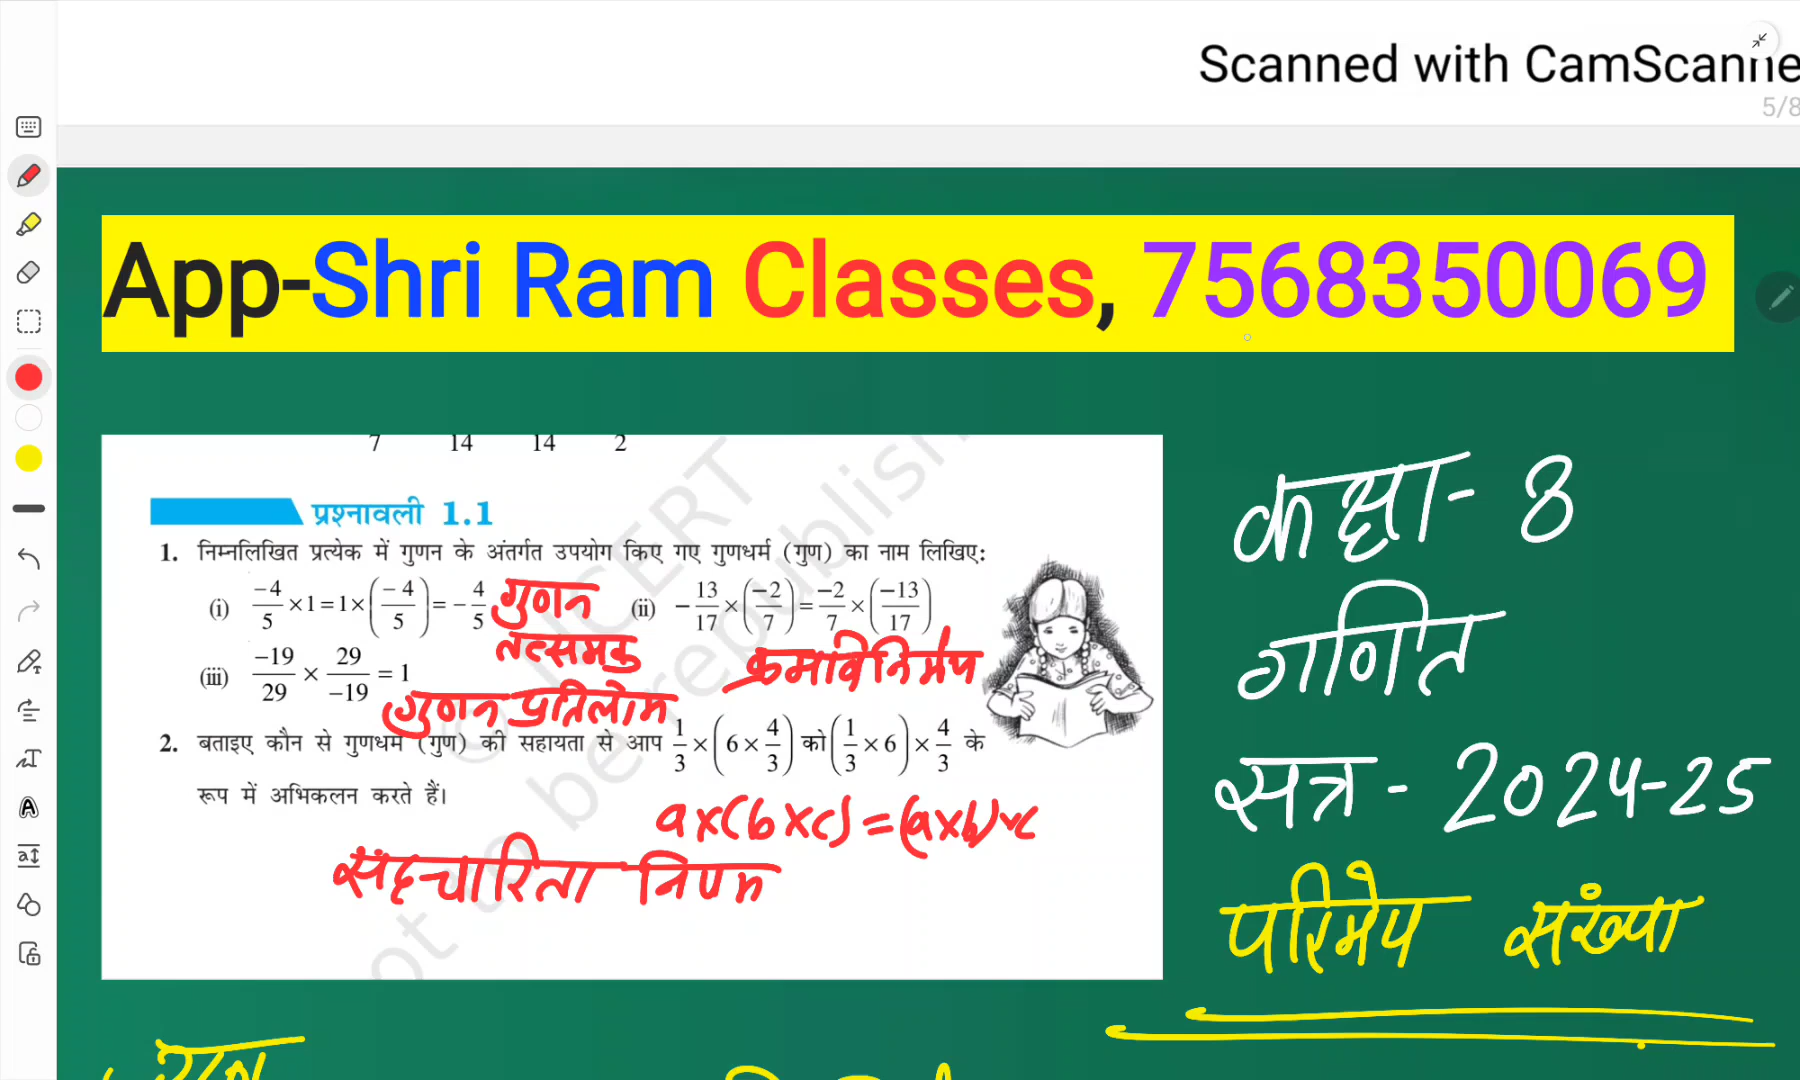 Scanned with CamScanne
5/8
App-Shri Ram Classes, 7568350069
7 14 14 2
प्रश्नावली 1.1
1. निम्नलिखित प्रत्येक में गुणन के अंतर्गत उपयोग किए गए गुणधर्म (गुण) का नाम लिखिए:
(i) -4/5 × 1 = 1 × (-4/5) = -4/5 गुणन तत्समक
(ii) -13/17 × (-2/7) = -2/7 × (-13/17)
क्रमविनिमेय
(iii) -19/29 × 29/-19 = 1
गुणन प्रतिलोम
2. बताइए कौन से गुणधर्म (गुण) की सहायता से आप 1/3 × (6 × 4/3) को (1/3 × 6) × 4/3 के
रूप में अभिकलन करते हैं।
a×(b×c) = (a×b)×c
नियम
कक्षा - 8
गणित
सत्र - 2024-25
परिमेय संख्या